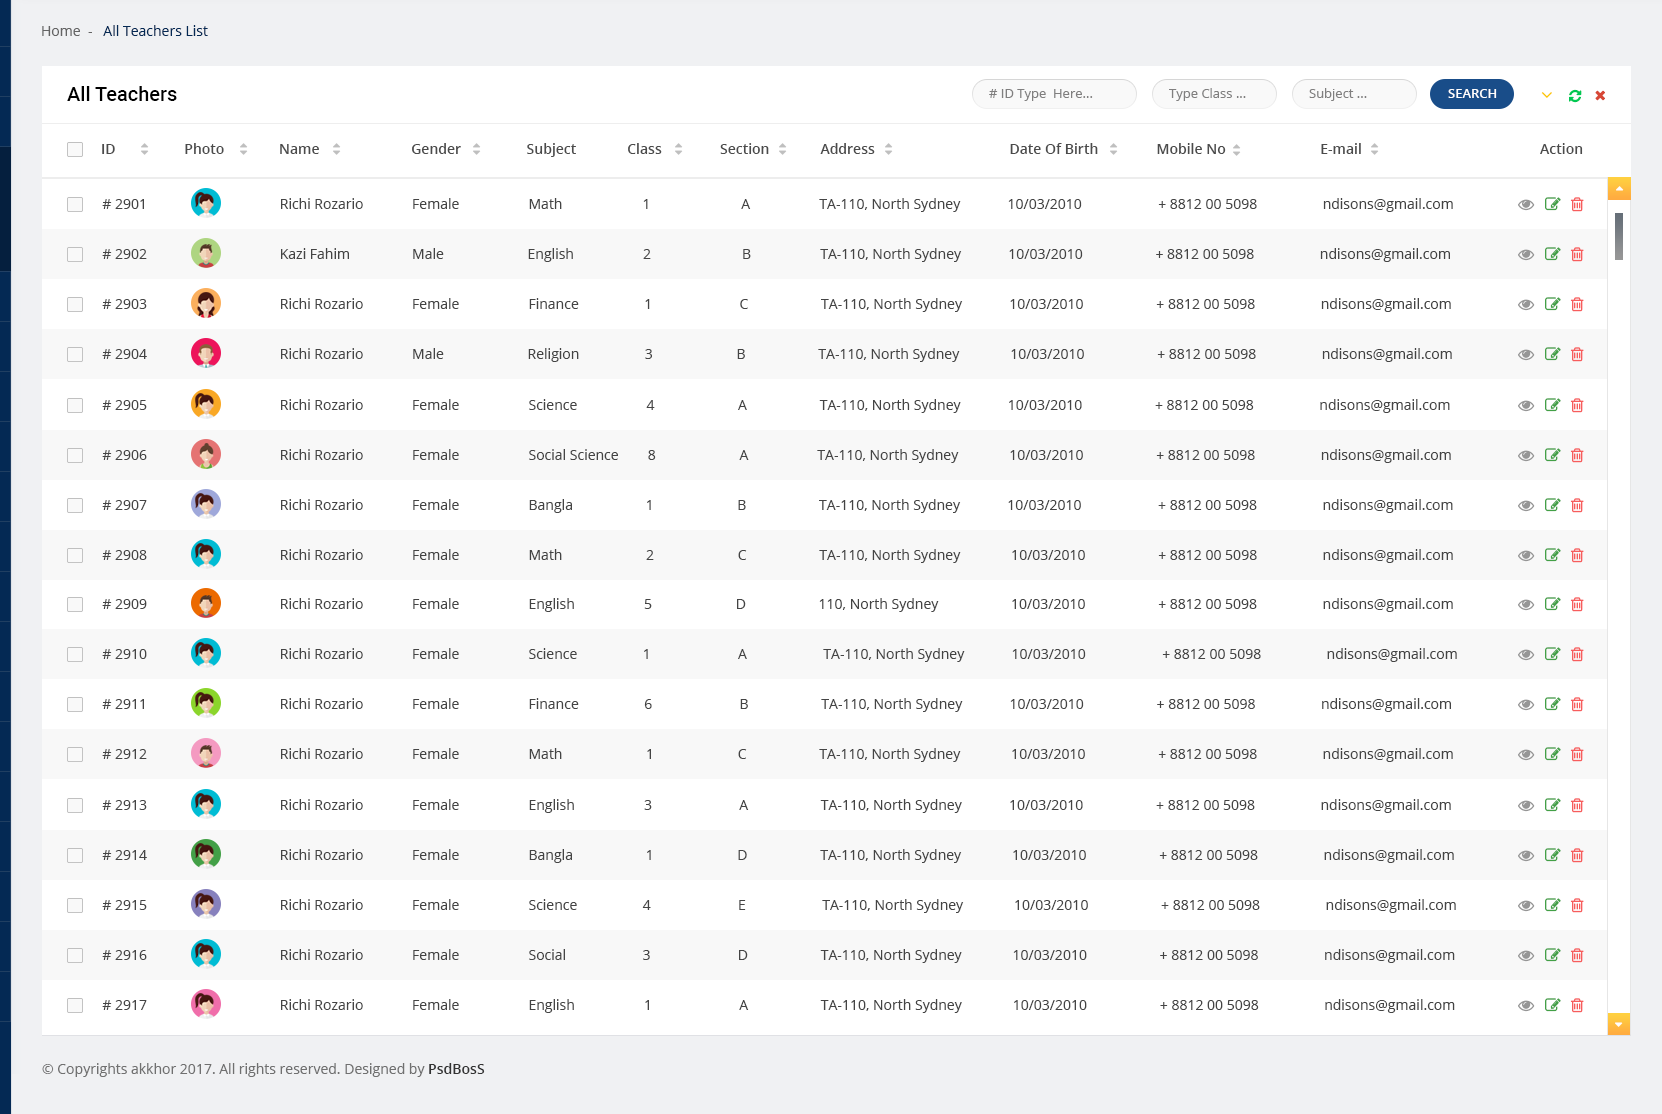 Home - All Teachers List
All Teachers # ID Type Here... Type Class ... Subject ... SEARCH
ID Photo Name Gender Subject Class Section Address Date Of Birth Mobile No E-mail Action
# 2901 Richi Rozario Female Math 1 A TA-110, North Sydney 10/03/2010 + 8812 00 5098 ndisons@gmail.com
# 2902 Kazi Fahim Male English 2 B TA-110, North Sydney 10/03/2010 + 8812 00 5098 ndisons@gmail.com
# 2903 Richi Rozario Female Finance 1 C TA-110, North Sydney 10/03/2010 + 8812 00 5098 ndisons@gmail.com
# 2904 Richi Rozario Male Religion 3 B TA-110, North Sydney 10/03/2010 + 8812 00 5098 ndisons@gmail.com
# 2905 Richi Rozario Female Science 4 A TA-110, North Sydney 10/03/2010 + 8812 00 5098 ndisons@gmail.com
# 2906 Richi Rozario Female Social Science 8 A TA-110, North Sydney 10/03/2010 + 8812 00 5098 ndisons@gmail.com
# 2907 Richi Rozario Female Bangla 1 B TA-110, North Sydney 10/03/2010 + 8812 00 5098 ndisons@gmail.com
# 2908 Richi Rozario Female Math 2 C TA-110, North Sydney 10/03/2010 + 8812 00 5098 ndisons@gmail.com
# 2909 Richi Rozario Female English 5 D 110, North Sydney 10/03/2010 + 8812 00 5098 ndisons@gmail.com
# 2910 Richi Rozario Female Science 1 A TA-110, North Sydney 10/03/2010 + 8812 00 5098 ndisons@gmail.com
# 2911 Richi Rozario Female Finance 6 B TA-110, North Sydney 10/03/2010 + 8812 00 5098 ndisons@gmail.com
# 2912 Richi Rozario Female Math 1 C TA-110, North Sydney 10/03/2010 + 8812 00 5098 ndisons@gmail.com
# 2913 Richi Rozario Female English 3 A TA-110, North Sydney 10/03/2010 + 8812 00 5098 ndisons@gmail.com
# 2914 Richi Rozario Female Bangla 1 D TA-110, North Sydney 10/03/2010 + 8812 00 5098 ndisons@gmail.com
# 2915 Richi Rozario Female Science 4 E TA-110, North Sydney 10/03/2010 + 8812 00 5098 ndisons@gmail.com
# 2916 Richi Rozario Female Social 3 D TA-110, North Sydney 10/03/2010 + 8812 00 5098 ndisons@gmail.com
# 2917 Richi Rozario Female English 1 A TA-110, North Sydney 10/03/2010 + 8812 00 5098 ndisons@gmail.com
© Copyrights akkhor 2017. All rights reserved. Designed by PsdBosS